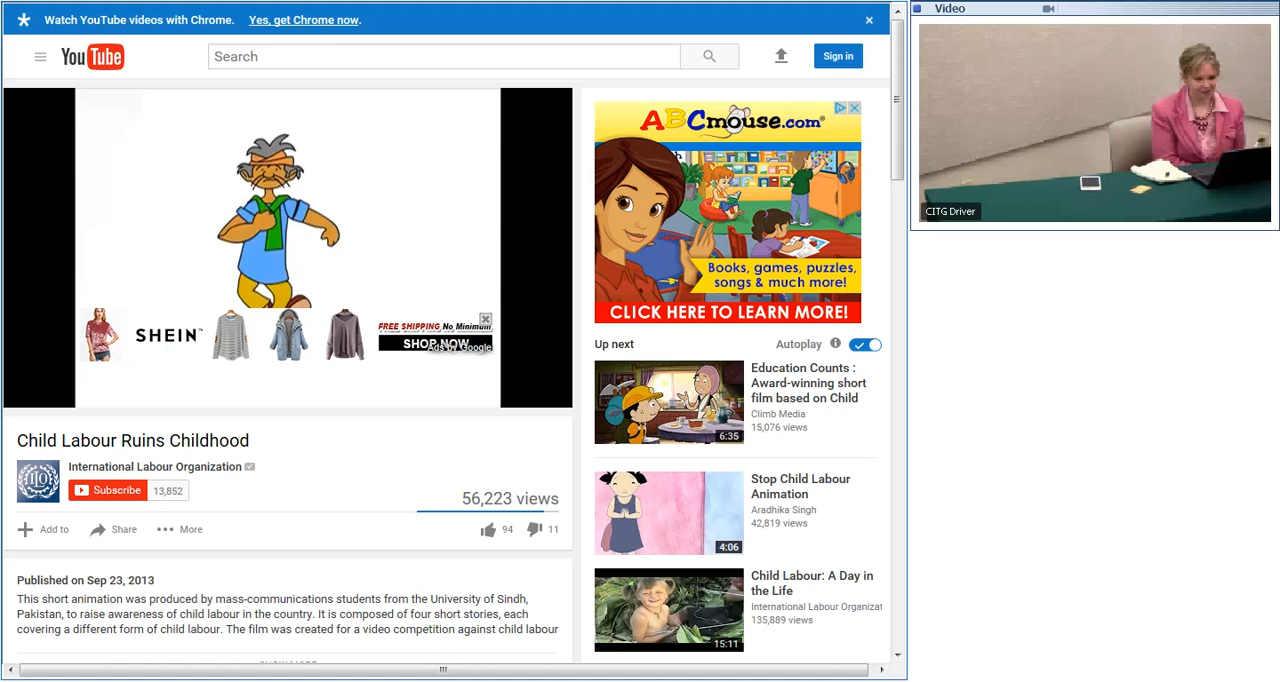 Watch YouTube videos with Chrome. Yes, get Chrome now.
YouTube
Search
Sign in
SHEIN
FREE SHIPPING No Minimum
SHOP NOW
Ads by Google
Child Labour Ruins Childhood
International Labour Organization
Subscribe 13,852
56,223 views
Add to Share More
94 11
Published on Sep 23, 2013
This short animation was produced by mass-communications students from the University of Sindh,
Pakistan, to raise awareness of child labour in the country. It is composed of four short stories, each
covering a different form of child labour. The film was created for a video competition against child labour
ABCmouse.com®
Books, games, puzzles,
songs & much more!
CLICK HERE TO LEARN MORE!
Up next Autoplay
6:35
Education Counts :
Award-winning short
film based on Child
Climb Media
15,076 views
4:06
Stop Child Labour
Animation
Aradhika Singh
42,819 views
15:11
Child Labour: A Day in
the Life
International Labour Organizat
135,889 views
Video
CITG Driver